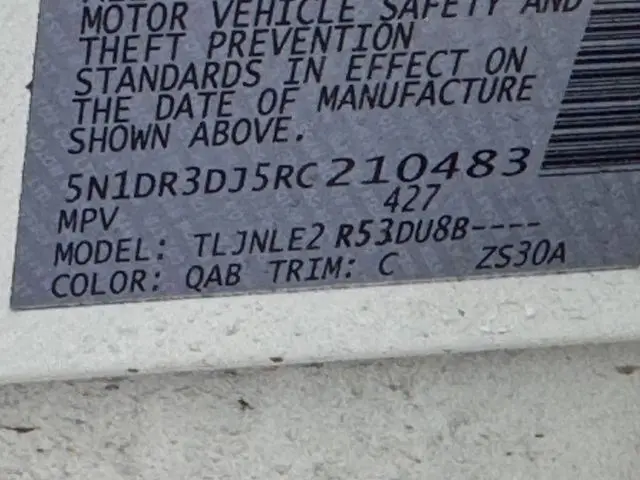 MOTOR VEHICLE SAFETY AND
THEFT PREVENTION
STANDARDS IN EFFECT ON
THE DATE OF MANUFACTURE
SHOWN ABOVE.
5N1DR3DJ5RC210483
MPV 427
MODEL: TLJNLE2 R53DU8B----
COLOR: QAB TRIM: C ZS30A